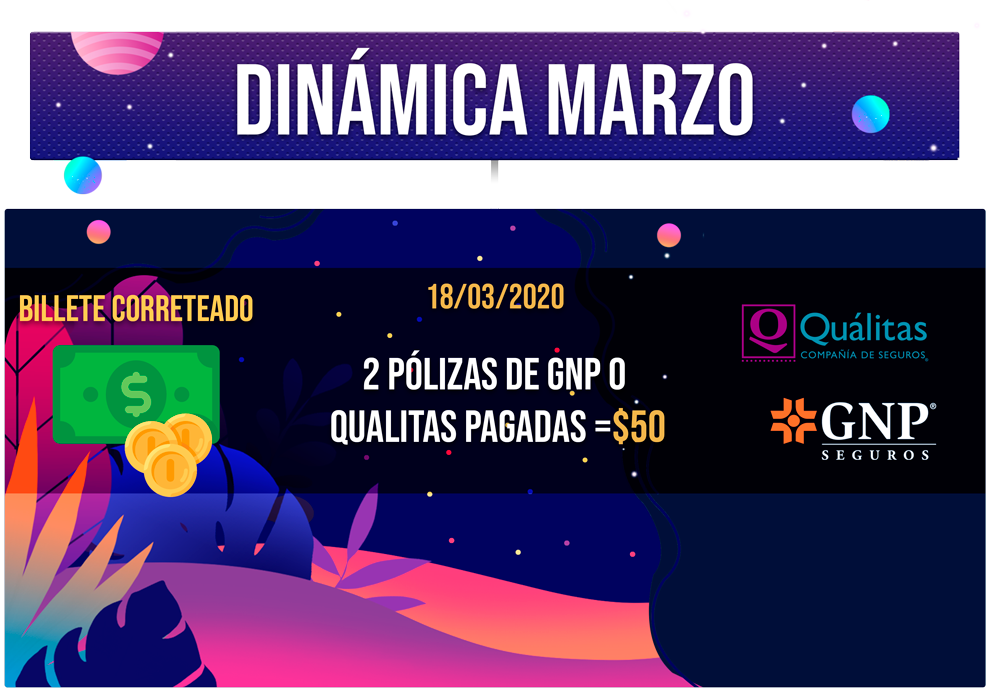 DINÁMICA MARZO
BILLETE CORRETEADO
18/03/2020
2 PÓLIZAS DE GNP O
QUALITAS PAGADAS =$50
Q Quálitas
COMPAÑÍA DE SEGUROS®
GNP®
SEGUROS
$